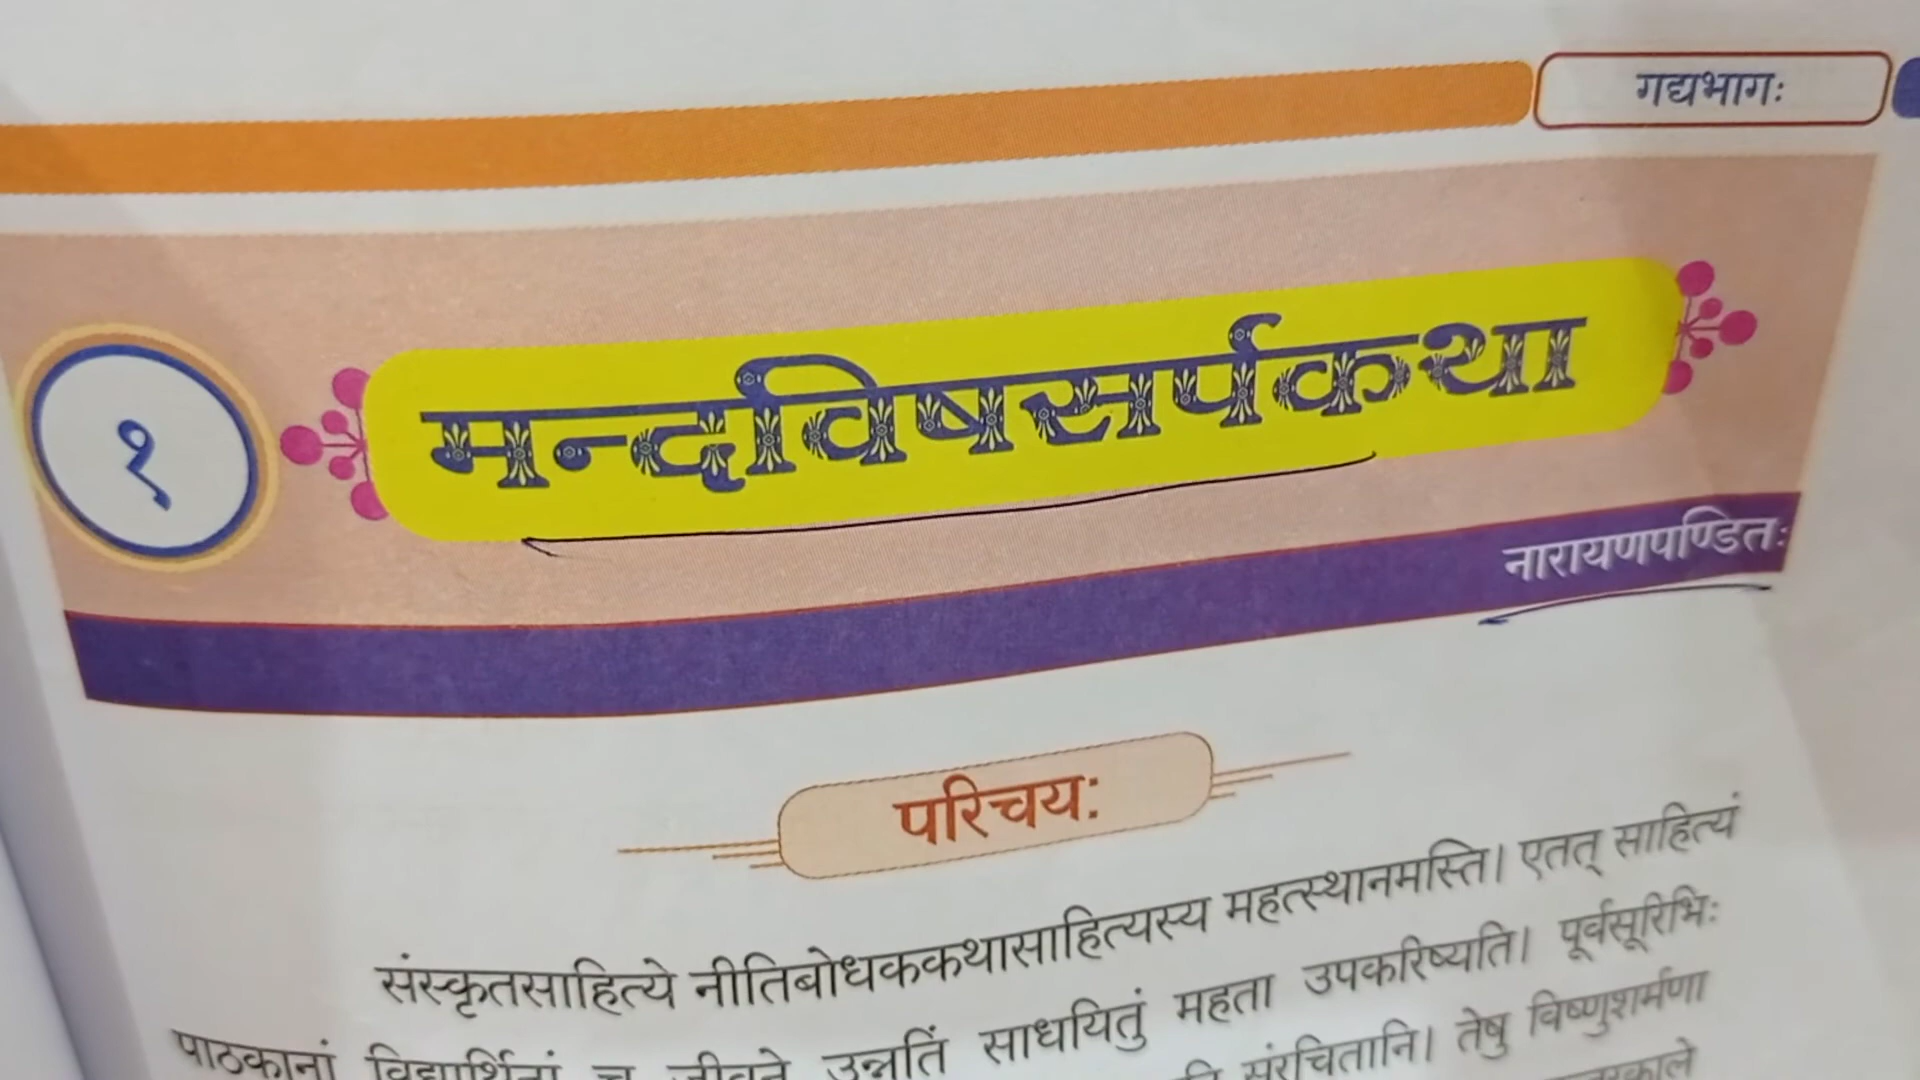 गद्यभागः
१
मन्दविषसर्पकथा
नारायणपण्डितः
परिचयः
संस्कृतसाहित्ये नीतिबोधककथासाहित्यस्य महत्स्थानमस्ति। एतत् साहित्यं
पाठकानां विद्यार्थिनां च जीवने उन्नतिं साधयितुं महता उपकरिष्यति। पूर्वसूरिभिः
संरचितानि। तेषु विष्णुशर्मणा